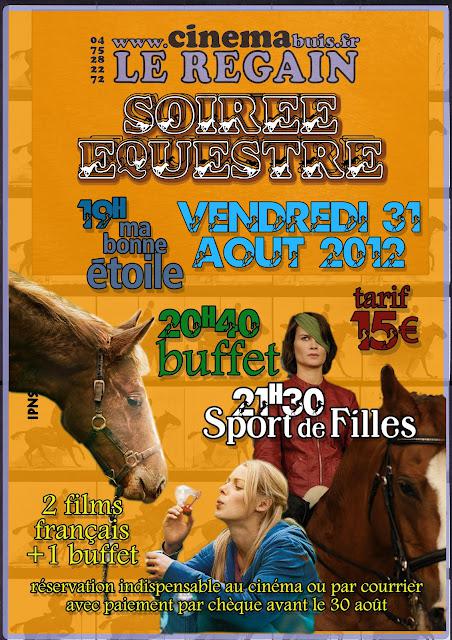 04
75
28
22
72
www.cinemabuis.fr
LE REGAIN
SOIREE
EQUESTRE
19H
ma
bonne
étoile
VENDREDI 31
AOUT 2012
20H40
buffet
tarif
15€
21H30
Sport de Filles
IPNS
2 films
français
+1 buffet
réservation indispensable au cinéma ou par courrier
avec paiement par chèque avant le 30 août